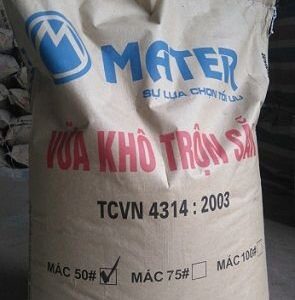 M MATER
SỰ LỰA CHỌN TỐI ƯU
VỮA KHÔ TRỘN SẴN
TCVN 4314 : 2003
MÁC 50# MÁC 75# MÁC 100#